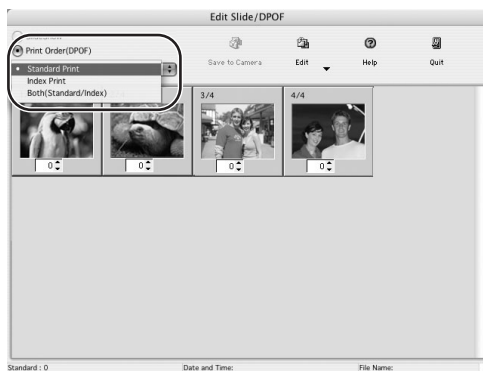 Edit Slide/DPOF
Print Order(DPOF)
Standard Print
Index Print
Both(Standard/Index)
Save to Camera
Edit
Help
Quit
3/4
4/4
0
0
0
0
Standard : 0
Date and Time:
File Name: